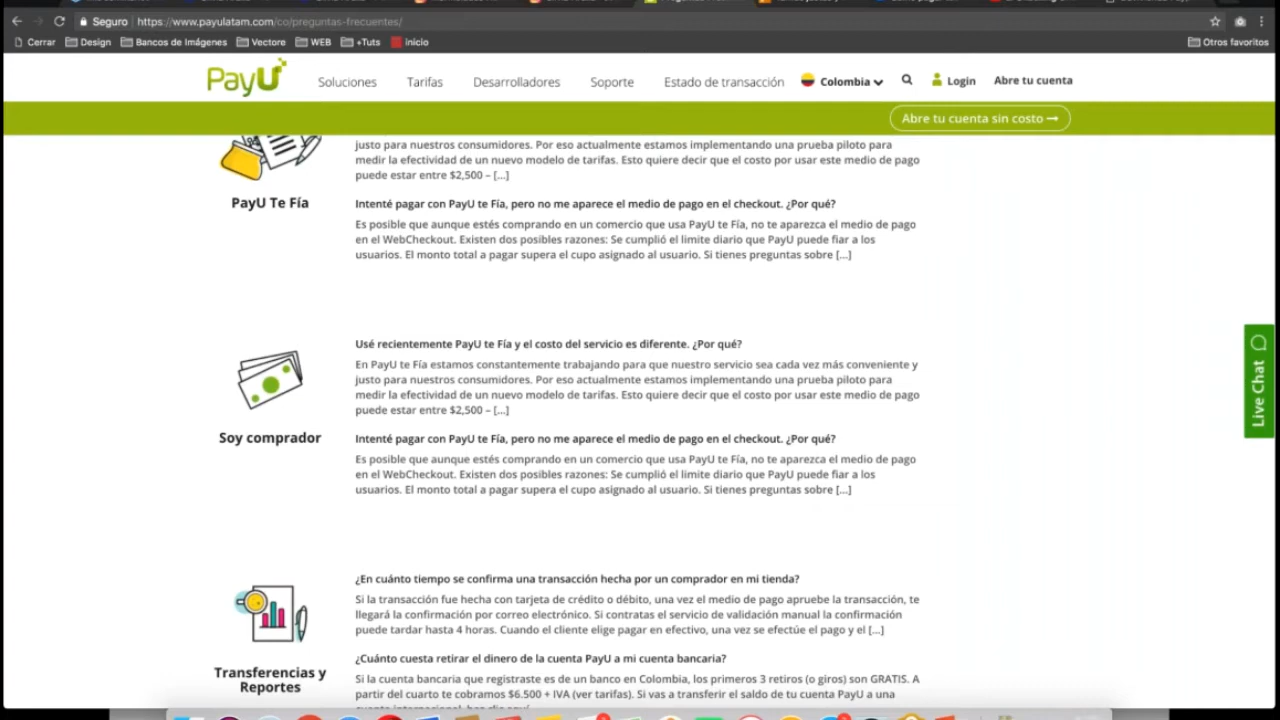 Seguro
https://www.payulatam.com/co/preguntas-frecuentes/
Cerrar
Design
Bancos de Imágenes
Vectore
WEB
+Tuts
inicio
Otros favoritos
PayU
Soluciones
Tarifas
Desarrolladores
Soporte
Estado de transacción
Colombia
Login
Abre tu cuenta
Abre tu cuenta sin costo →
justo para nuestros consumidores. Por eso actualmente estamos implementando una prueba piloto para
medir la efectividad de un nuevo modelo de tarifas. Esto quiere decir que el costo por usar este medio de pago
puede estar entre $2,500 – [...]
PayU Te Fía
Intenté pagar con PayU te Fía, pero no me aparece el medio de pago en el checkout. ¿Por qué?
Es posible que aunque estés comprando en un comercio que usa PayU te Fía, no te aparezca el medio de pago
en el WebCheckout. Existen dos posibles razones: Se cumplió el limite diario que PayU puede fiar a los
usuarios. El monto total a pagar supera el cupo asignado al usuario. Si tienes preguntas sobre [...]
Usé recientemente PayU te Fía y el costo del servicio es diferente. ¿Por qué?
En PayU te Fía estamos constantemente trabajando para que nuestro servicio sea cada vez más conveniente y
justo para nuestros consumidores. Por eso actualmente estamos implementando una prueba piloto para
medir la efectividad de un nuevo modelo de tarifas. Esto quiere decir que el costo por usar este medio de pago
puede estar entre $2,500 – [...]
Soy comprador
Intenté pagar con PayU te Fía, pero no me aparece el medio de pago en el checkout. ¿Por qué?
Es posible que aunque estés comprando en un comercio que usa PayU te Fía, no te aparezca el medio de pago
en el WebCheckout. Existen dos posibles razones: Se cumplió el limite diario que PayU puede fiar a los
usuarios. El monto total a pagar supera el cupo asignado al usuario. Si tienes preguntas sobre [...]
Live Chat
¿En cuánto tiempo se confirma una transacción hecha por un comprador en mi tienda?
Si la transacción fue hecha con tarjeta de crédito o débito, una vez el medio de pago apruebe la transacción, te
llegará la confirmación por correo electrónico. Si contratas el servicio de validación manual la confirmación
puede tardar hasta 4 horas. Cuando el cliente elige pagar en efectivo, una vez se efectúe el pago y el [...]
Transferencias y
Reportes
¿Cuánto cuesta retirar el dinero de la cuenta PayU a mi cuenta bancaria?
Si la cuenta bancaria que registraste es de un banco en Colombia, los primeros 3 retiros (o giros) son GRATIS. A
partir del cuarto te cobramos $6.500 + IVA (ver tarifas). Si vas a transferir el saldo de tu cuenta PayU a una